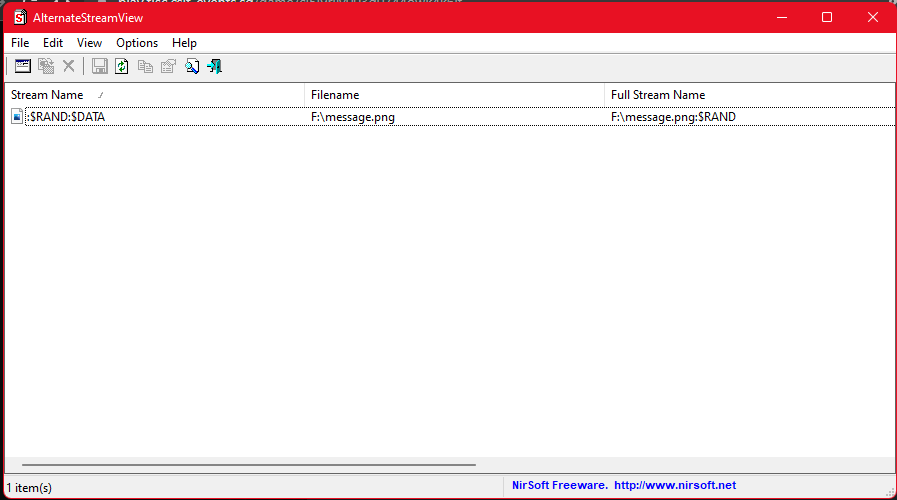 AlternateStreamView
File Edit View Options Help
Stream Name Filename Full Stream Name
:$RAND:$DATA F:\message.png F:\message.png:$RAND
1 item(s) NirSoft Freeware. http://www.nirsoft.net